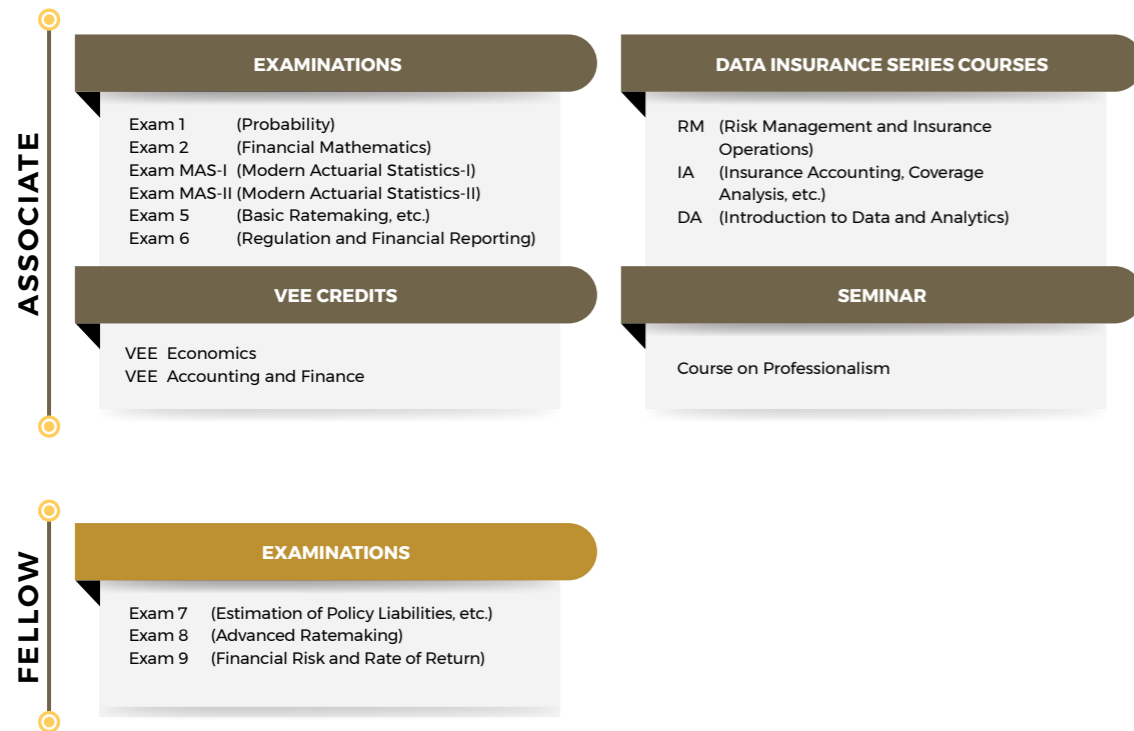 ASSOCIATE
EXAMINATIONS
Exam 1 (Probability)
Exam 2 (Financial Mathematics)
Exam MAS-I (Modern Actuarial Statistics-I)
Exam MAS-II (Modern Actuarial Statistics-II)
Exam 5 (Basic Ratemaking, etc.)
Exam 6 (Regulation and Financial Reporting)
DATA INSURANCE SERIES COURSES
RM (Risk Management and Insurance
Operations)
IA (Insurance Accounting, Coverage
Analysis, etc.)
DA (Introduction to Data and Analytics)
VEE CREDITS
VEE Economics
VEE Accounting and Finance
SEMINAR
Course on Professionalism
FELLOW
EXAMINATIONS
Exam 7 (Estimation of Policy Liabilities, etc.)
Exam 8 (Advanced Ratemaking)
Exam 9 (Financial Risk and Rate of Return)